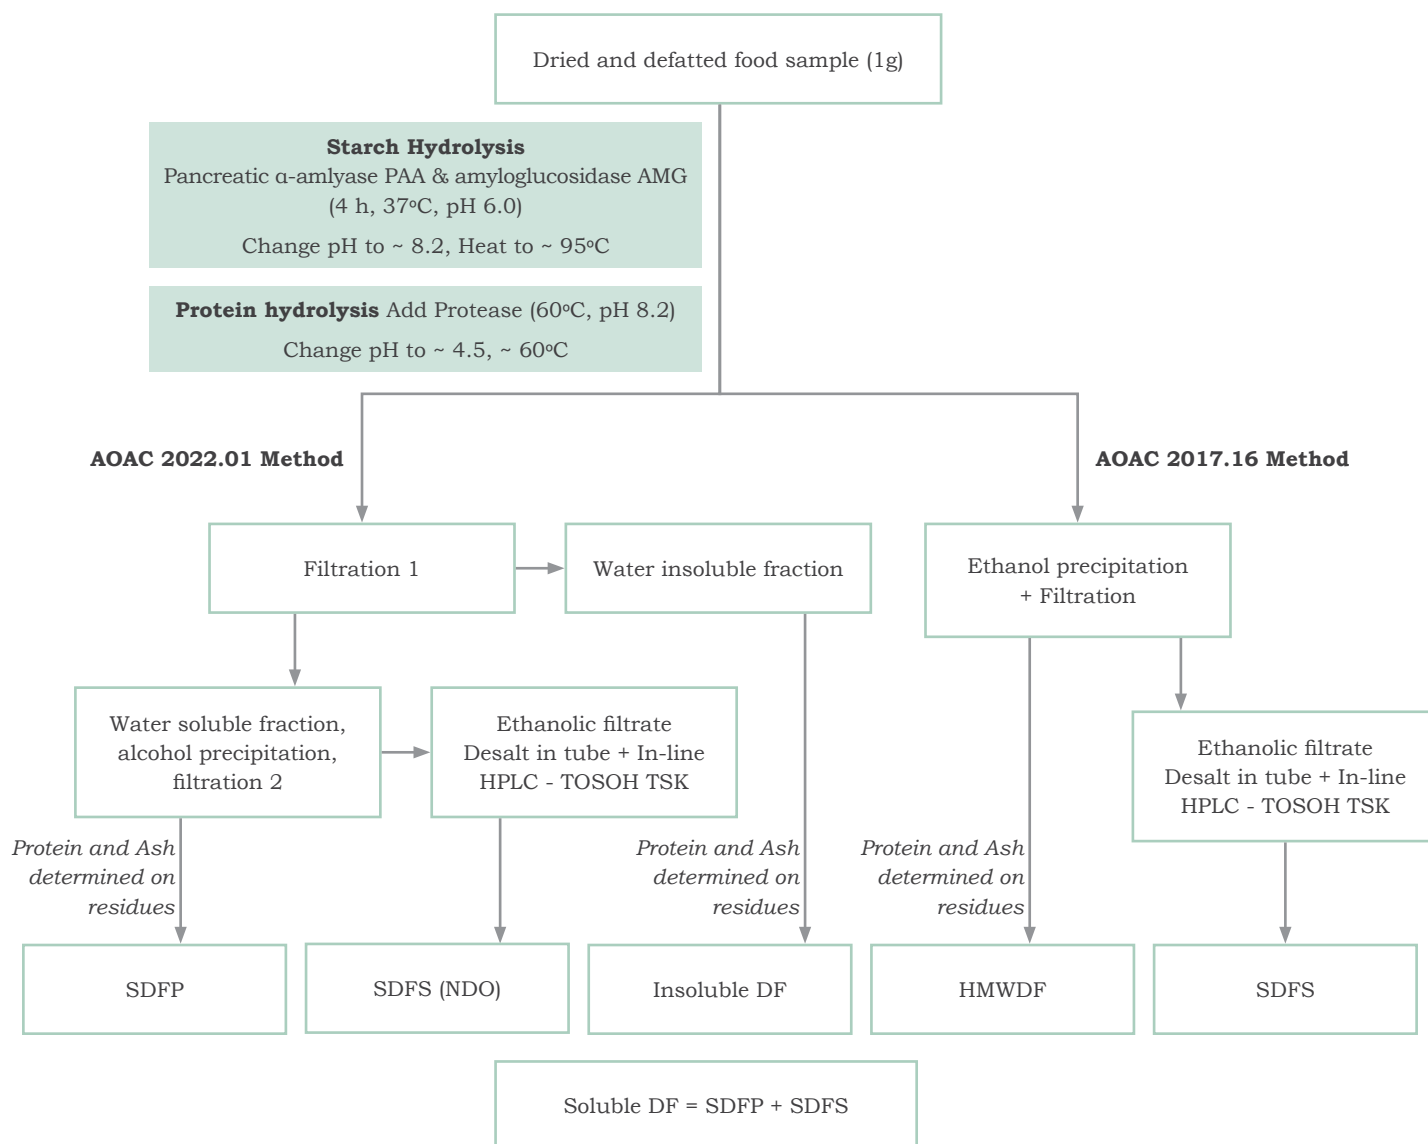 Dried and defatted food sample (1g)
Starch Hydrolysis
Pancreatic α-amlyase PAA & amyloglucosidase AMG
(4 h, 37ºC, pH 6.0)
Change pH to ~ 8.2, Heat to ~ 95ºC
Protein hydrolysis Add Protease (60ºC, pH 8.2)
Change pH to ~ 4.5, ~ 60ºC
AOAC 2022.01 Method
AOAC 2017.16 Method
Filtration 1
Water insoluble fraction
Ethanol precipitation
+ Filtration
Water soluble fraction,
alcohol precipitation,
filtration 2
Ethanolic filtrate
Desalt in tube + In-line
HPLC - TOSOH TSK
Ethanolic filtrate
Desalt in tube + In-line
HPLC - TOSOH TSK
Protein and Ash
determined on
residues
Protein and Ash
determined on
residues
Protein and Ash
determined on
residues
SDFP
SDFS (NDO)
Insoluble DF
HMWDF
SDFS
Soluble DF = SDFP + SDFS